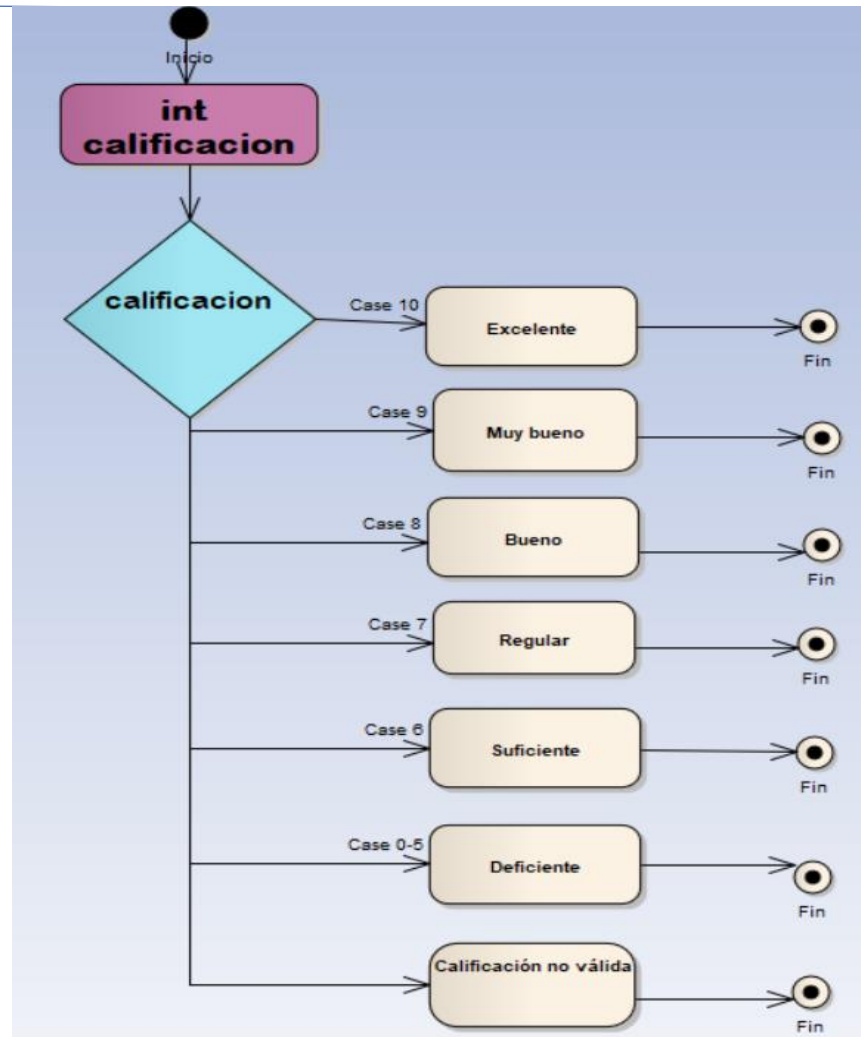 Inicio
int
calificacion
calificacion
Case 10
Excelente
Fin
Case 9
Muy bueno
Fin
Case 8
Bueno
Fin
Case 7
Regular
Fin
Case 6
Suficiente
Fin
Case 0-5
Deficiente
Fin
Calificación no válida
Fin